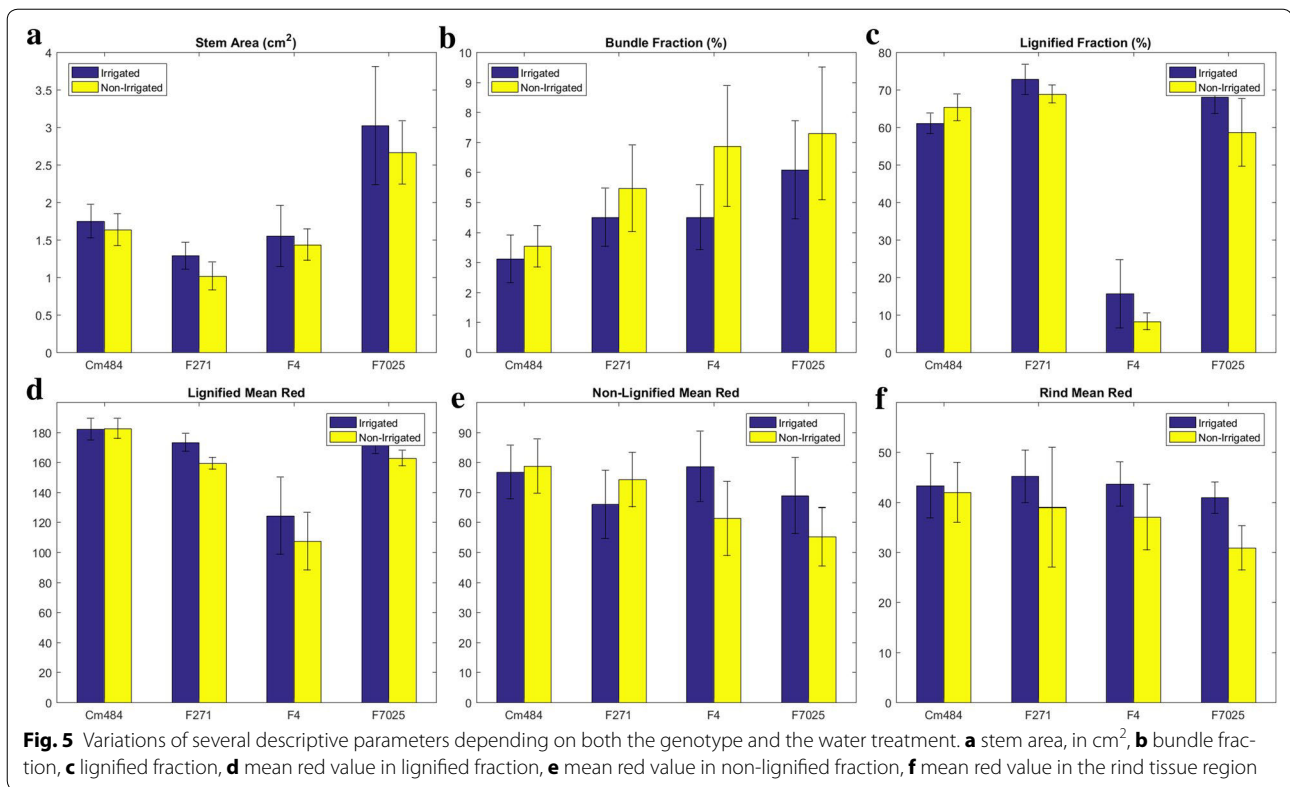 a
Stem Area (cm²)
4
3.5
3
2.5
2
1.5
1
0.5
0
Irrigated
Non-Irrigated
Cm484 F271 F4 F7025
b
Bundle Fraction (%)
10
9
8
7
6
5
4
3
2
1
0
Irrigated
Non-Irrigated
Cm484 F271 F4 F7025
c
Lignified Fraction (%)
80
70
60
50
40
30
20
10
0
Irrigated
Non-Irrigated
Cm484 F271 F4 F7025
d
Lignified Mean Red
180
160
140
120
100
80
60
40
20
0
Irrigated
Non-Irrigated
Cm484 F271 F4 F7025
e
Non-Lignified Mean Red
90
80
70
60
50
40
30
20
10
0
Irrigated
Non-Irrigated
Cm484 F271 F4 F7025
f
Rind Mean Red
50
40
30
20
10
0
Irrigated
Non-Irrigated
Cm484 F271 F4 F7025
Fig. 5 Variations of several descriptive parameters depending on both the genotype and the water treatment. a stem area, in cm², b bundle frac-
tion, c lignified fraction, d mean red value in lignified fraction, e mean red value in non-lignified fraction, f mean red value in the rind tissue region